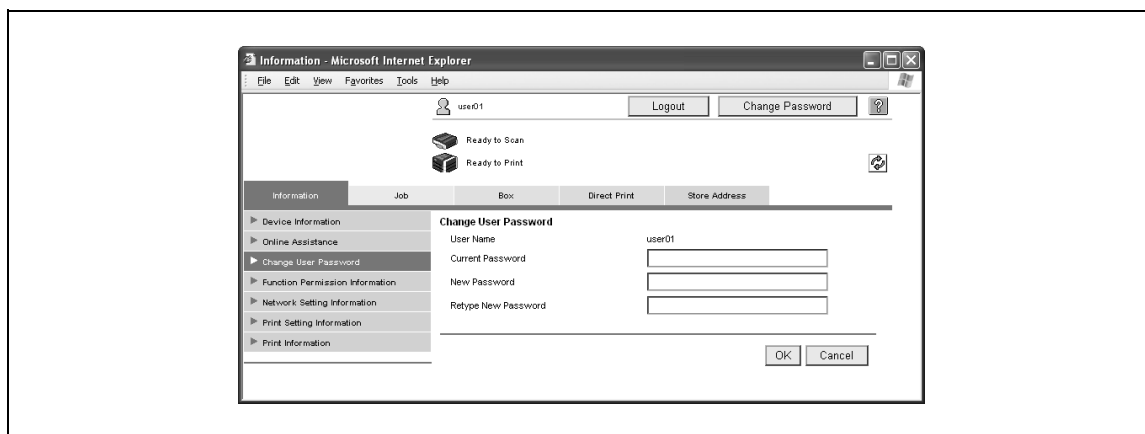 Information - Microsoft Internet Explorer
File Edit View Favorites Tools Help
user01 Logout Change Password ?
Ready to Scan
Ready to Print
Information Job Box Direct Print Store Address
Device Information
Online Assistance
Change User Password
Function Permission Information
Network Setting Information
Print Setting Information
Print Information
Change User Password
User Name user01
Current Password
New Password
Retype New Password
OK Cancel